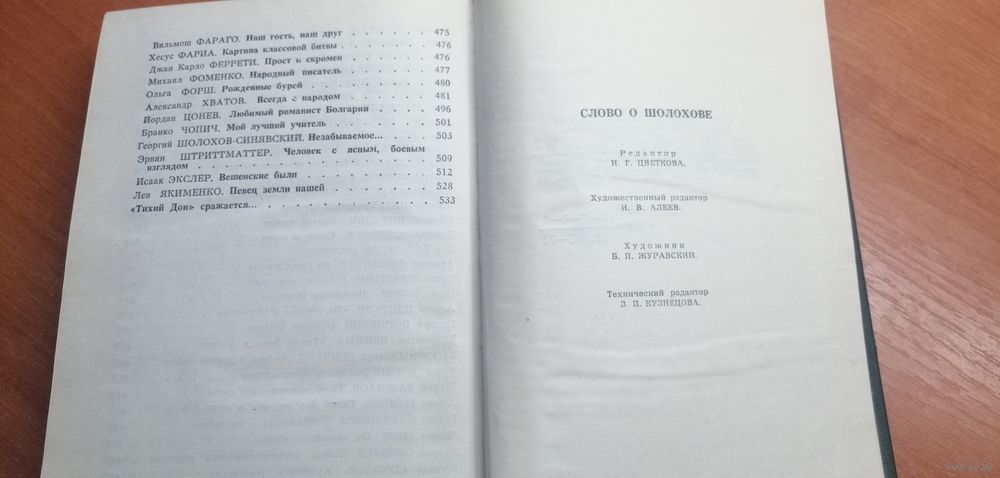 Вильмош ФАРАГО. Наш гость, наш друг . . . . . . 475
Хесус ФАРИА. Картина классовой битвы . . . . . . 476
Джан Карло ФЕРРЕТИ. Прост и скромен . . . . . . 476
Михаил ФОМЕНКО. Народный писатель . . . . . . 477
Ольга ФОРШ. Рожденные бурей . . . . . . 480
Александр ХВАТОВ. Всегда с народом . . . . . . 481
Йордан ЦОНЕВ. Любимый романист Болгарии . . . . 496
Бранко ЧОПИЧ. Мой лучший учитель . . . . . . 501
Георгий ШОЛОХОВ-СИНЯВСКИЙ. Незабываемое... . . . 503
Эрвин ШТРИТТМАТТЕР. Человек с ясным, боевым
взглядом . . . . . . . . . . . . 509
Исаак ЭКСЛЕР. Вешенские были . . . . . . . 512
Лев ЯКИМЕНКО. Певец земли нашей . . . . . . 528
«Тихий Дон» сражается... . . . . . . . . . 533
СЛОВО О ШОЛОХОВЕ
Редактор
Н. Г. ЦВЕТКОВА.
Художественный редактор
И. В. АЛЕЕВ.
Художник
В. П. ЖУРАВСКИЙ.
Технический редактор
З. П. КУЗНЕЦОВА.